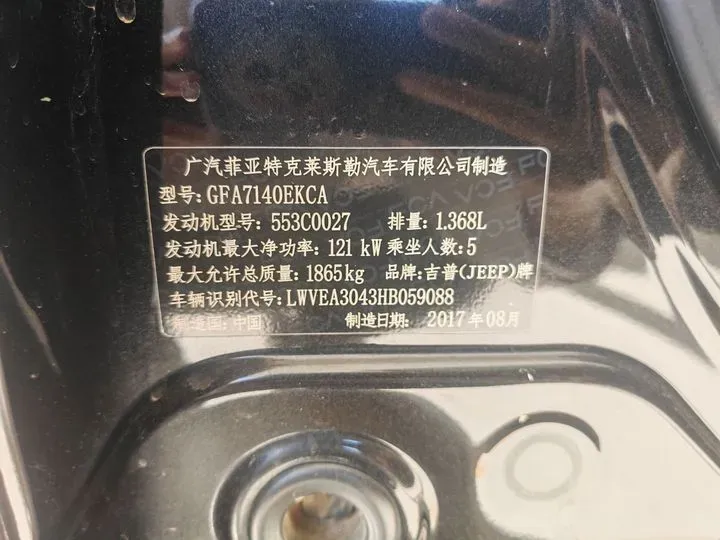 广汽菲亚特克莱斯勒汽车有限公司制造
型号:GFA7140EKCA
发动机型号:553C0027 排量:1.368L
发动机最大净功率:121 kW 乘坐人数:5
最大允许总质量:1865kg 品牌:吉普(JEEP)牌
车辆识别代号:LWVEA3043HB059088
制造国:中国 制造日期: 2017年08月